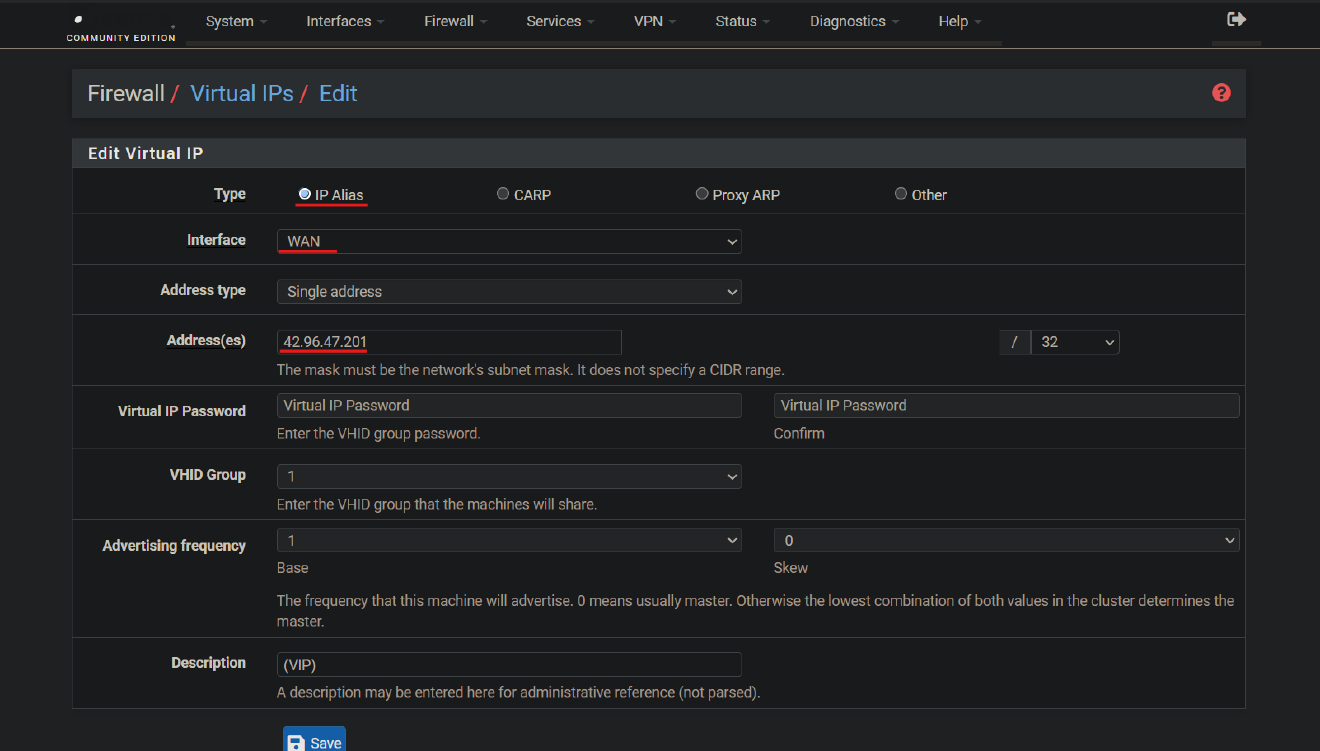 System Interfaces Firewall Services VPN Status Diagnostics Help
COMMUNITY EDITION
Firewall / Virtual IPs / Edit
?
Edit Virtual IP
Type IP Alias CARP Proxy ARP Other
Interface WAN
Address type Single address
Address(es) 42.96.47.201 / 32
The mask must be the network's subnet mask. It does not specify a CIDR range.
Virtual IP Password Virtual IP Password Virtual IP Password
Enter the VHID group password. Confirm
VHID Group 1
Enter the VHID group that the machines will share.
Advertising frequency 1 0
Base Skew
The frequency that this machine will advertise. 0 means usually master. Otherwise the lowest combination of both values in the cluster determines the
master.
Description (VIP)
A description may be entered here for administrative reference (not parsed).
Save